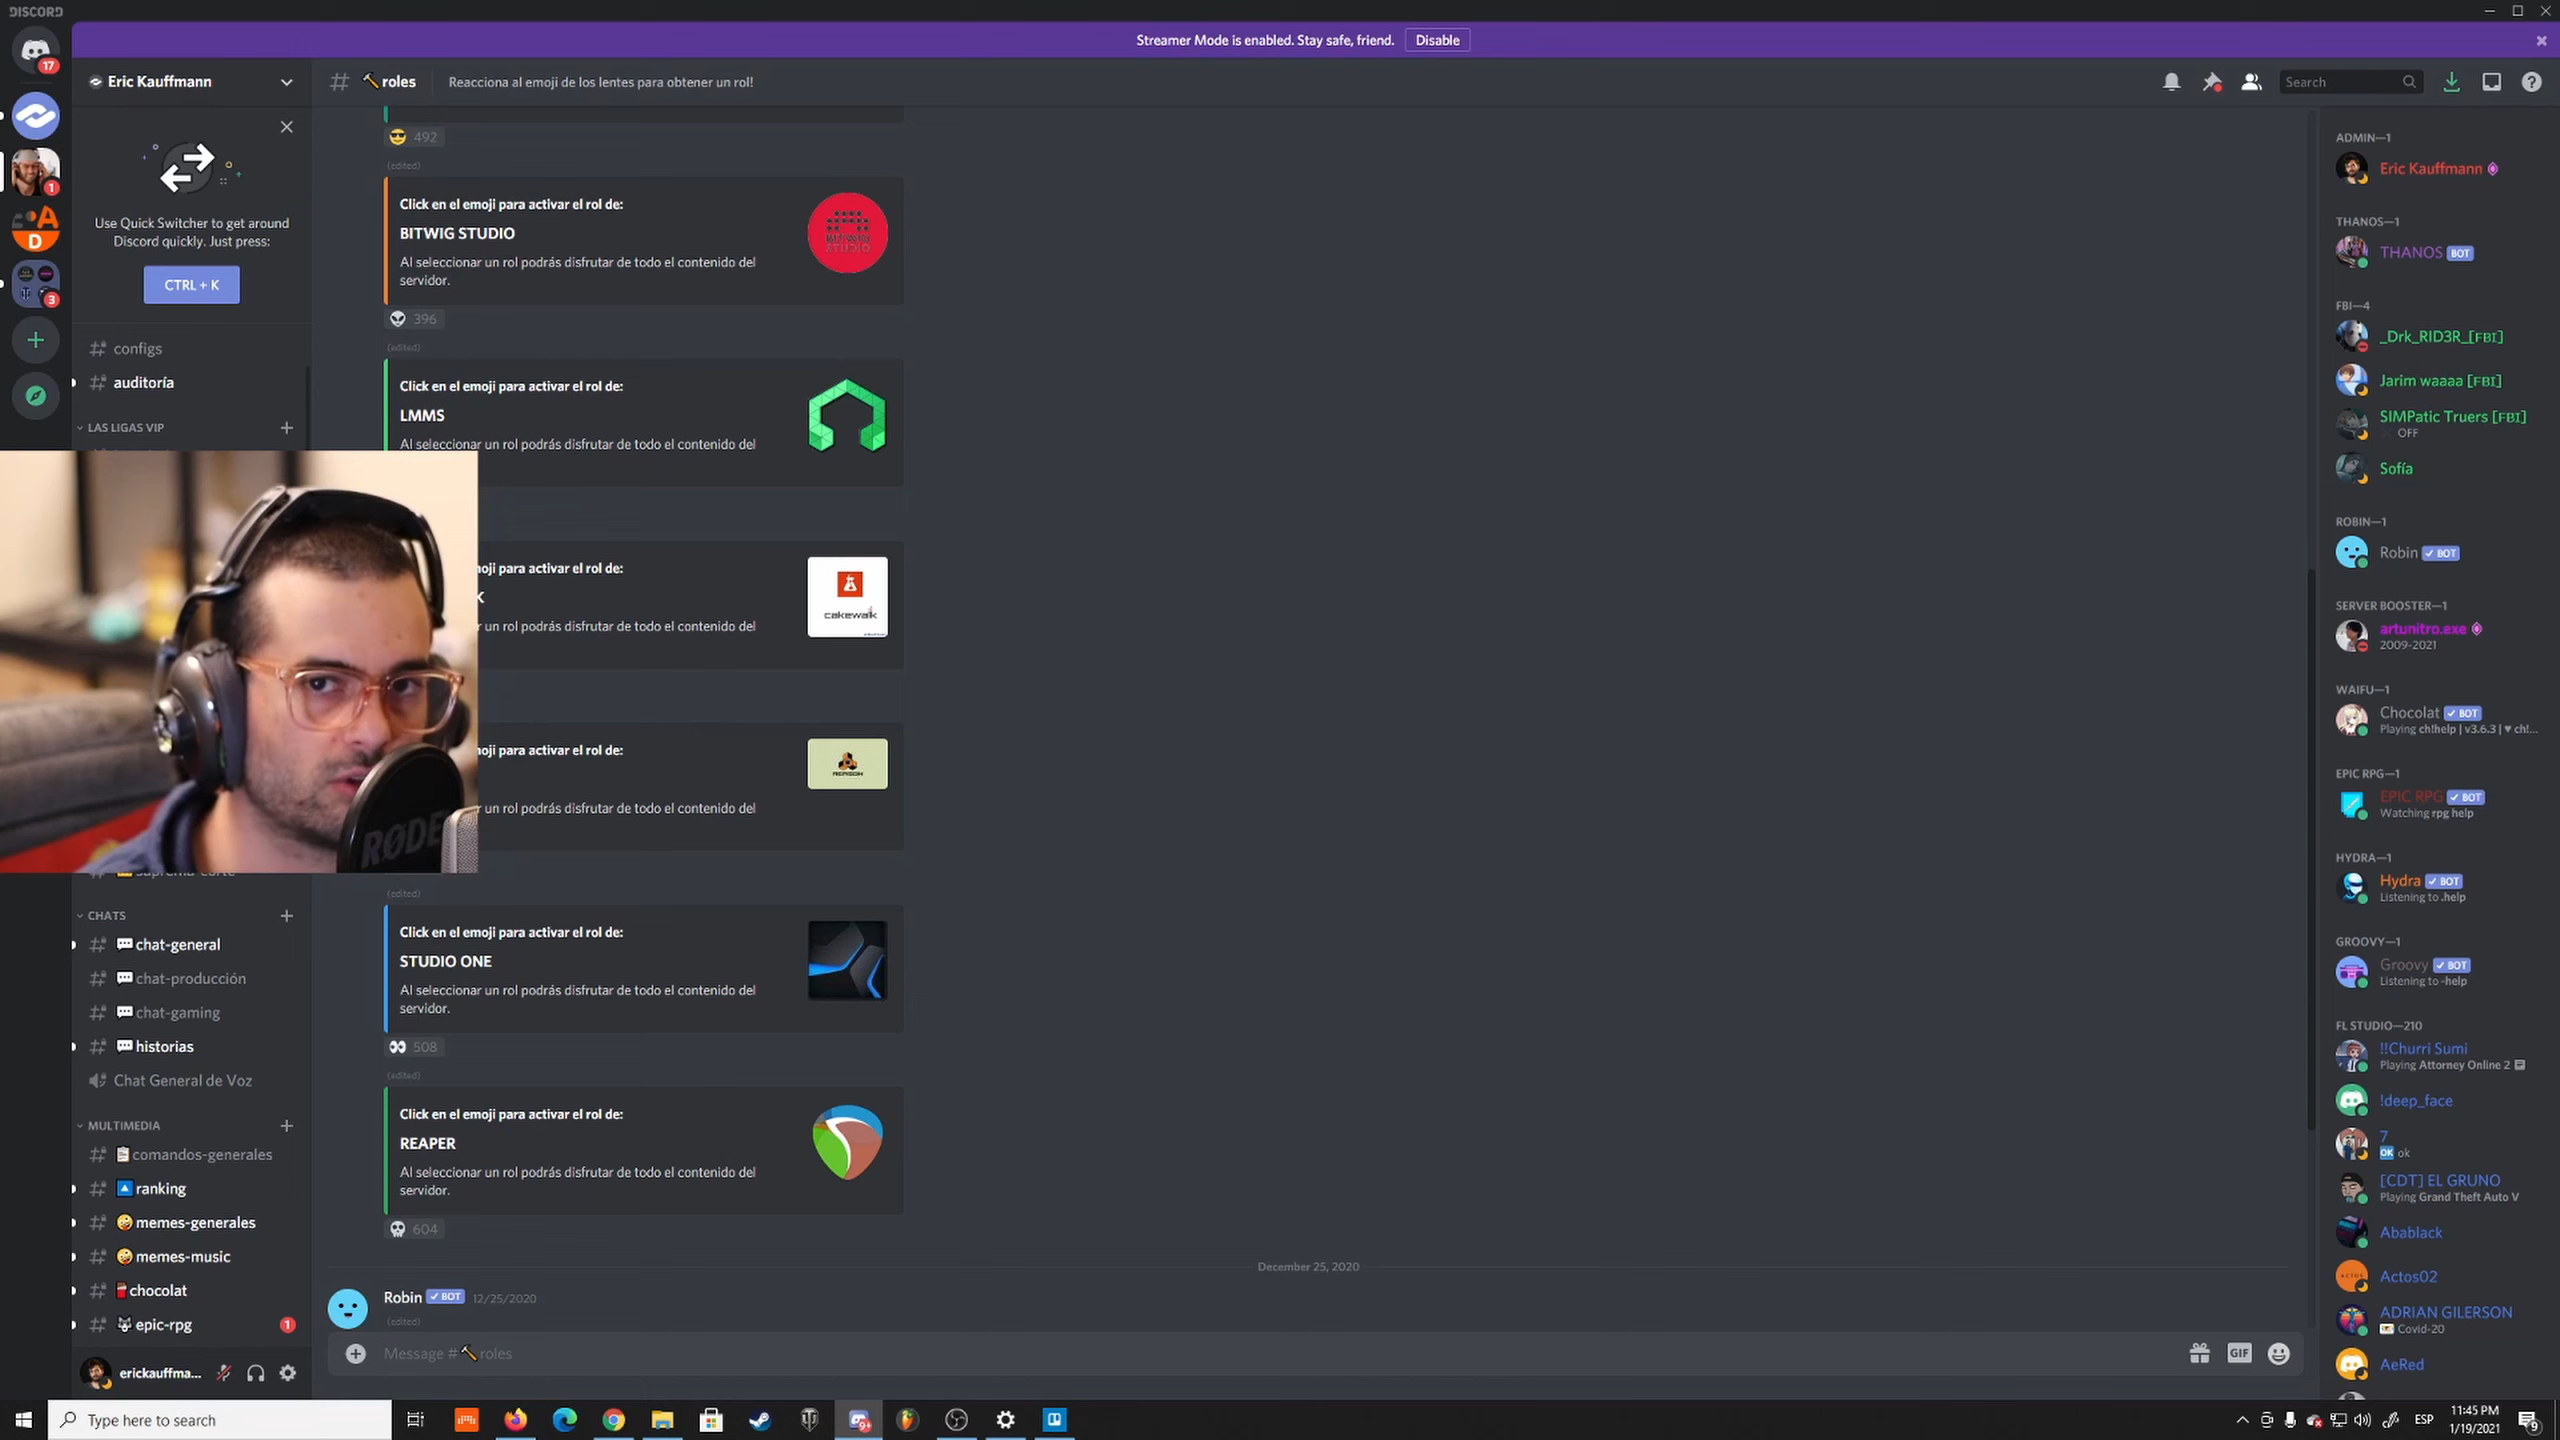 DISCORD
Streamer Mode is enabled. Stay safe, friend.
Disable
17
1
D
3
Eric Kauffmann
Use Quick Switcher to get around
Discord quickly. Just press:
CTRL + K
configs
auditoría
LAS LIGAS VIP
CHATS
chat-general
chat-producción
chat-gaming
historias
Chat General de Voz
MULTIMEDIA
comandos-generales
ranking
memes-generales
memes-music
chocolat
epic-rpg
1
erickauffma...
roles
Reacciona al emoji de los lentes para obtener un rol!
Search
492
(edited)
Click en el emoji para activar el rol de:
BITWIG STUDIO
Al seleccionar un rol podrás disfrutar de todo el contenido del
servidor.
396
(edited)
Click en el emoji para activar el rol de:
LMMS
Al seleccionar un rol podrás disfrutar de todo el contenido del
oji para activar el rol de:
K
r un rol podrás disfrutar de todo el contenido del
cakewalk
oji para activar el rol de:
r un rol podrás disfrutar de todo el contenido del
RØDE
(edited)
Click en el emoji para activar el rol de:
STUDIO ONE
Al seleccionar un rol podrás disfrutar de todo el contenido del
servidor.
508
(edited)
Click en el emoji para activar el rol de:
REAPER
Al seleccionar un rol podrás disfrutar de todo el contenido del
servidor.
604
December 25, 2020
Robin BOT 12/25/2020
(edited)
Message # roles
GIF
ADMIN—1
Eric Kauffmann
THANOS—1
THANOS BOT
FBI—4
_Drk_RID3R_[FBI]
Jarim waaaa [FBI]
SIMPatic Truers [FBI]
OFF
Sofía
ROBIN—1
Robin BOT
SERVER BOOSTER—1
artunitro.exe
2009-2021
WAIFU—1
Chocolat BOT
Playing ch!help | v3.6.3 | ♥ ch!...
EPIC RPG—1
EPIC RPG BOT
Watching rpg help
HYDRA—1
Hydra BOT
Listening to .help
GROOVY—1
Groovy BOT
Listening to -help
FL STUDIO—210
!!Churri Sumi
Playing Attorney Online 2
!deep_face
7
OK ok
[CDT] EL GRUNO
Playing Grand Theft Auto V
Abablack
Actos02
ADRIAN GILERSON
Covid-20
AeRed
Type here to search
9+
ESP
11:45 PM
1/19/2021
9